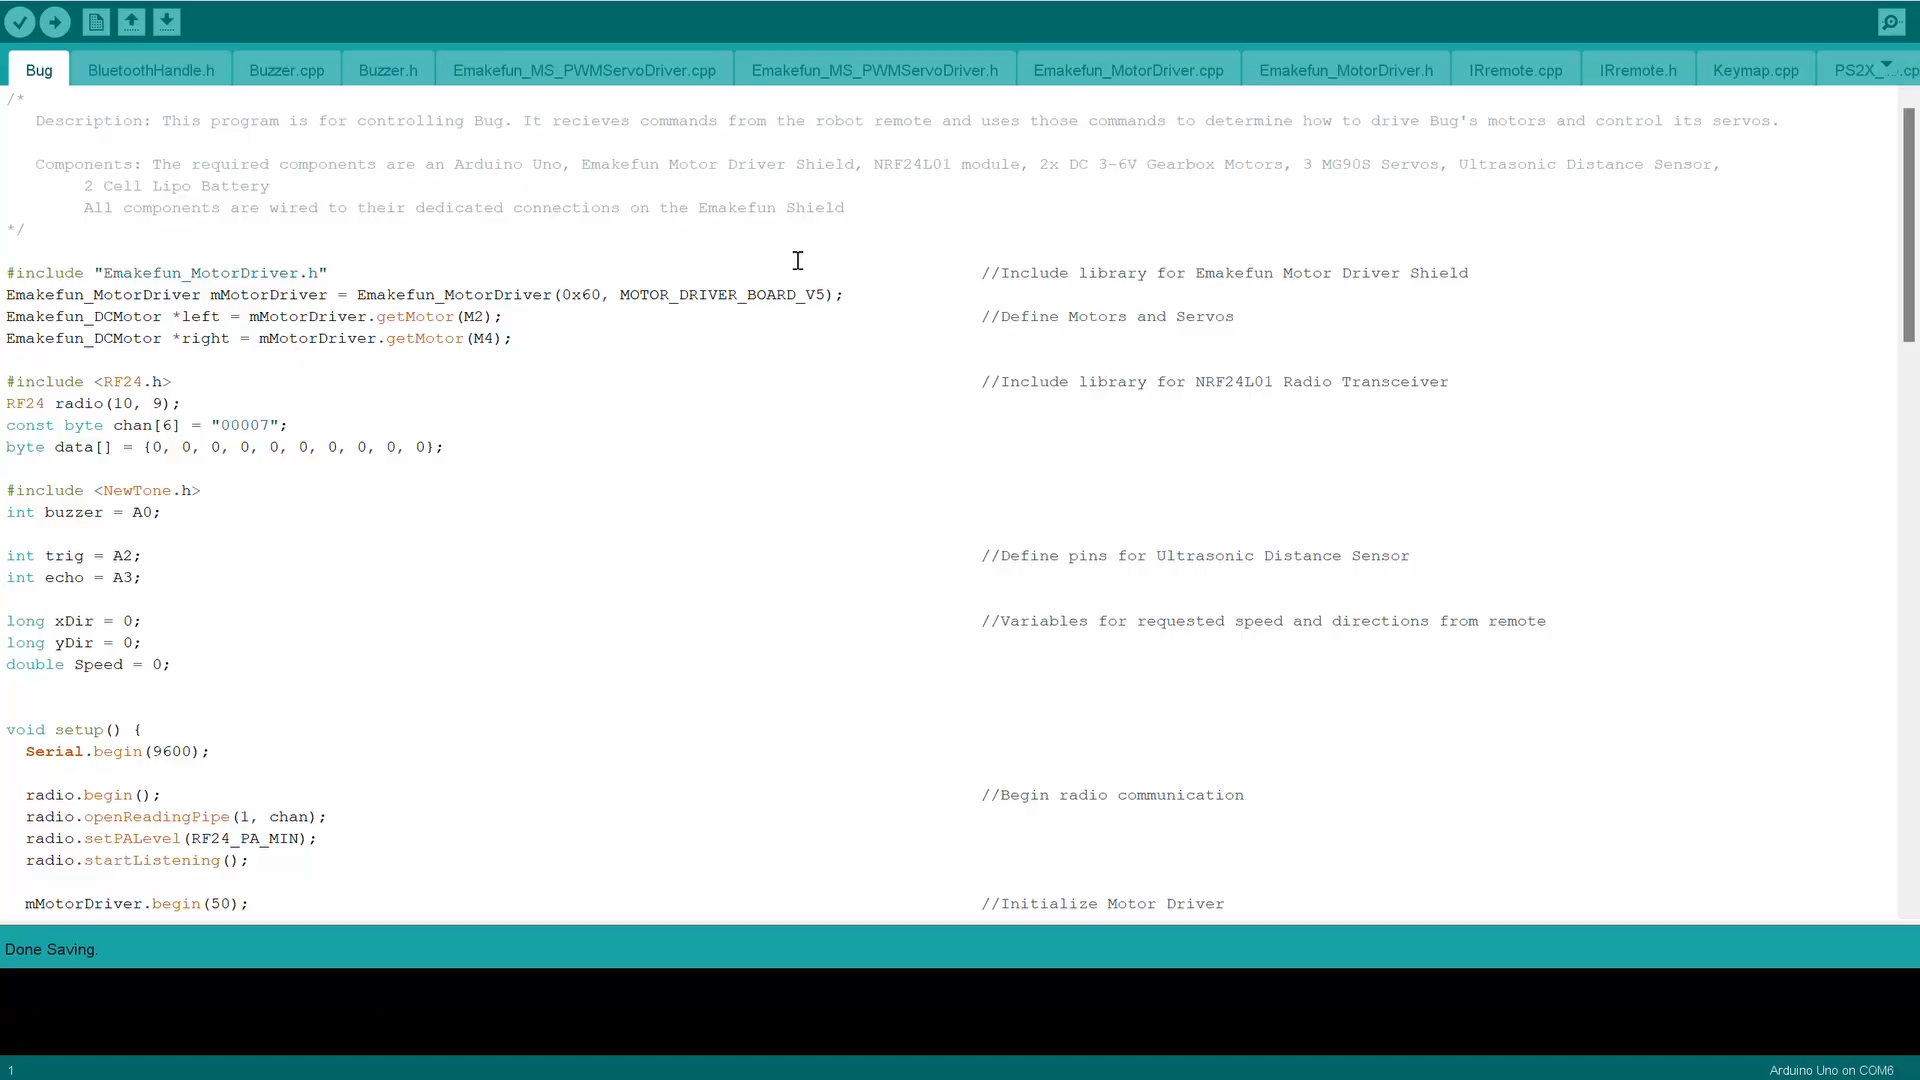 Bug BluetoothHandle.h Buzzer.cpp Buzzer.h Emakefun_MS_PWMServoDriver.cpp Emakefun_MS_PWMServoDriver.h Emakefun_MotorDriver.cpp Emakefun_MotorDriver.h IRremote.cpp IRremote.h Keymap.cpp
/*
Description: This program is for controlling Bug. It recieves commands from the robot remote and uses those commands to determine how to drive Bug's motors and control its servos.
Components: The required components are an Arduino Uno, Emakefun Motor Driver Shield, NRF24L01 module, 2x DC 3-6V Gearbox Motors, 3 MG90S Servos, Ultrasonic Distance Sensor,
2 Cell Lipo Battery
All components are wired to their dedicated connections on the Emakefun Shield
*/
#include "Emakefun_MotorDriver.h" //Include library for Emakefun Motor Driver Shield
Emakefun_MotorDriver mMotorDriver = Emakefun_MotorDriver(0x60, MOTOR_DRIVER_BOARD_V5);
Emakefun_DCMotor *left = mMotorDriver.getMotor(M2); //Define Motors and Servos
Emakefun_DCMotor *right = mMotorDriver.getMotor(M4);
#include <RF24.h> //Include library for NRF24L01 Radio Transceiver
RF24 radio(10, 9);
const byte chan[6] = "00007";
byte data[] = {0, 0, 0, 0, 0, 0, 0, 0, 0, 0};
#include <NewTone.h>
int buzzer = A0;
int trig = A2; //Define pins for Ultrasonic Distance Sensor
int echo = A3;
long xDir = 0; //Variables for requested speed and directions from remote
long yDir = 0;
double Speed = 0;
void setup() {
Serial.begin(9600);
radio.begin(); //Begin radio communication
radio.openReadingPipe(1, chan);
radio.setPALevel(RF24_PA_MIN);
radio.startListening();
mMotorDriver.begin(50); //Initialize Motor Driver
Done Saving.
1 Arduino Uno on COM6